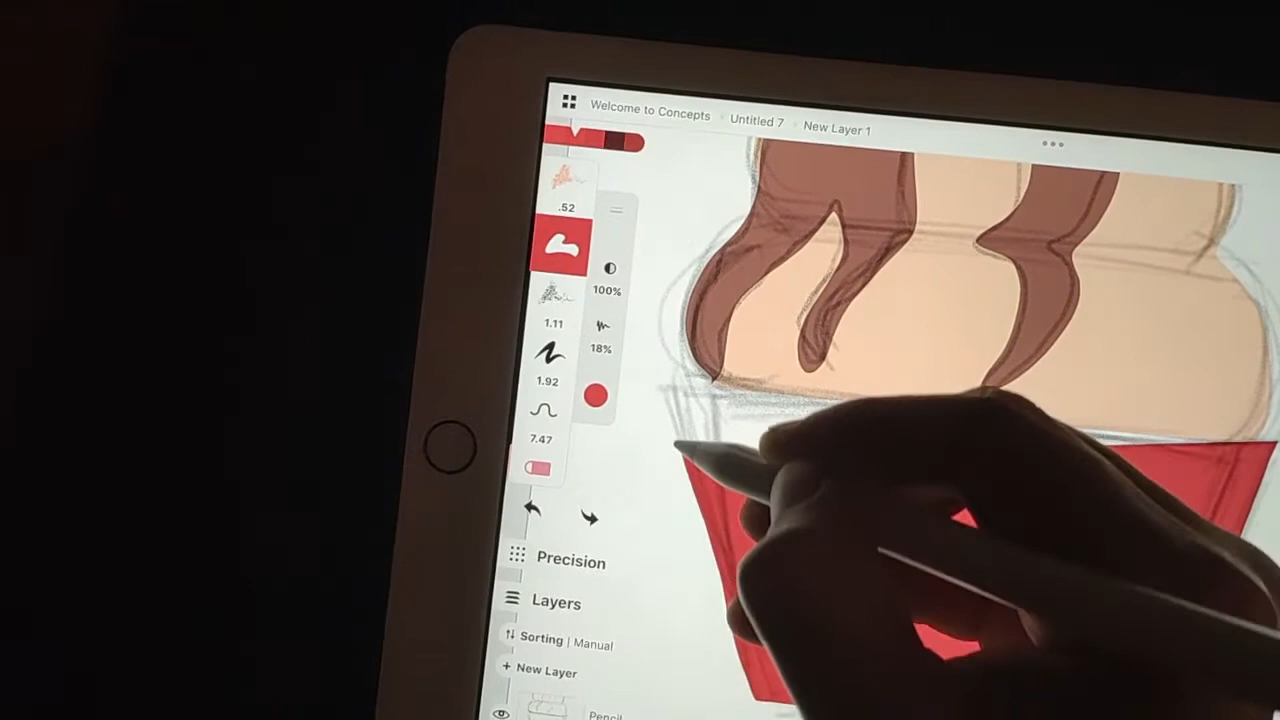 Welcome to Concepts Untitled 7 New Layer 1
.52
100%
1.11
18%
1.92
7.47
Precision
Layers
Sorting | Manual
+ New Layer
Pencil